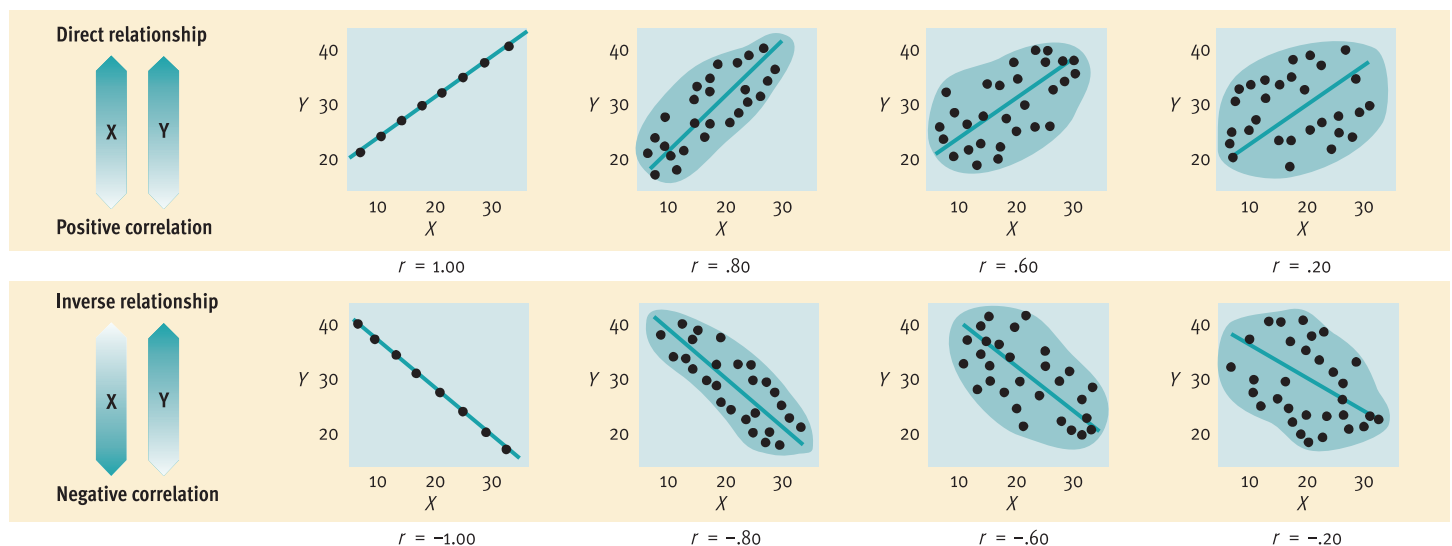 Direct relationship
X Y
Positive correlation
Y 40 30 20
10 20 30
X
r = 1.00
Y 40 30 20
10 20 30
X
r = .80
Y 40 30 20
10 20 30
X
r = .60
Y 40 30 20
10 20 30
X
r = .20
Inverse relationship
X Y
Negative correlation
Y 40 30 20
10 20 30
X
r = −1.00
Y 40 30 20
10 20 30
X
r = −.80
Y 40 30 20
10 20 30
X
r = −.60
Y 40 30 20
10 20 30
X
r = −.20